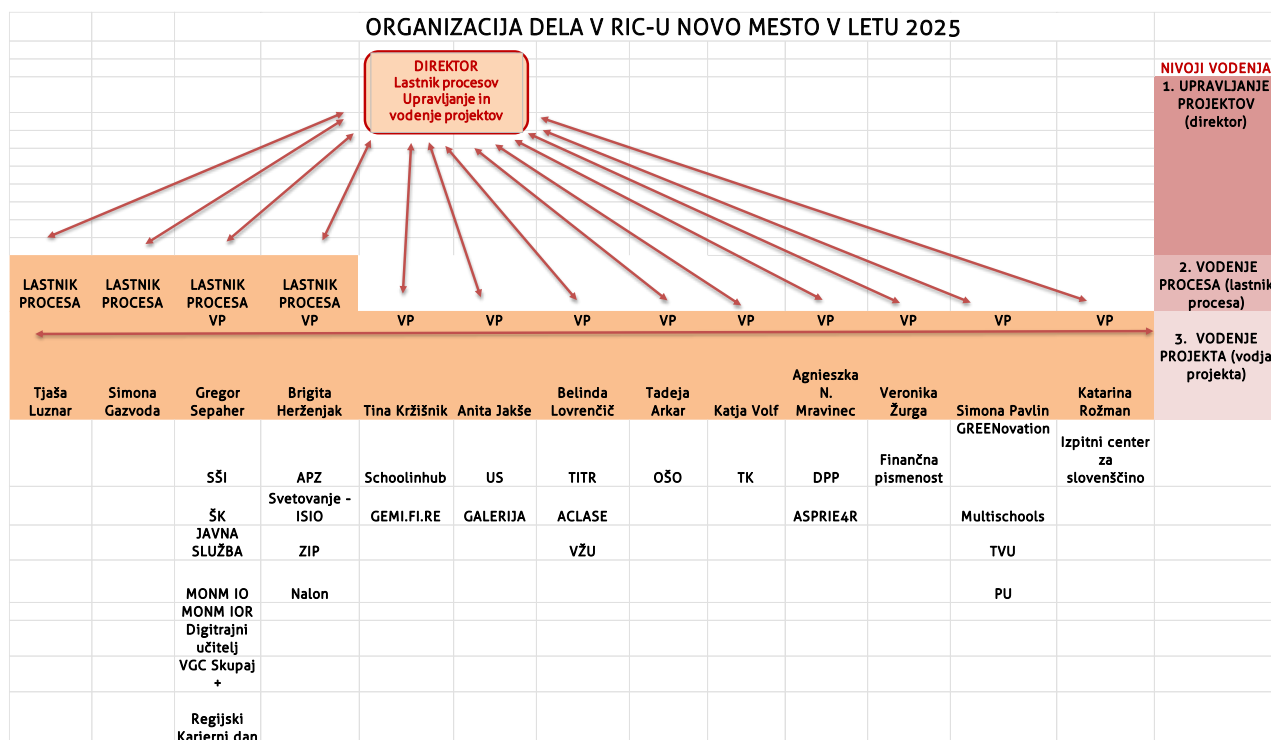 ORGANIZACIJA DELA V RIC-U NOVO MESTO V LETU 2025
DIREKTOR
Lastnik procesov
Upravljanje in
vodenje projektov
NIVOJI VODENJA
1. UPRAVLJANJE
PROJEKTOV
(direktor)
LASTNIK
PROCESA
LASTNIK
PROCESA
LASTNIK
PROCESA
LASTNIK
PROCESA
2. VODENJE
PROCESA (lastnik
procesa)
VP VP VP VP VP VP VP VP VP VP VP
3. VODENJE
PROJEKTA (vodja
projekta)
Tjaša
Luznar
Simona
Gazvoda
Gregor
Sepaher
Brigita
Herženjak
Tina Kržišnik
Anita Jakše
Belinda
Lovrenčič
Tadeja
Arkar
Katja Volf
Agnieszka
N.
Mravinec
Veronika
Žurga
Simona Pavlin
Katarina
Rožman
SŠI
APZ
Schoolinhub
US
TITR
OŠO
TK
DPP
Finančna
pismenost
GREENovation
Izpitni center
za
slovenščino
ŠK
Svetovanje -
ISIO
GEMI.FI.RE
GALERIJA
ACLASE
ASPRIE4R
Multischools
JAVNA
SLUŽBA
ZIP
VŽU
TVU
MONM IO
Nalon
PU
MONM IOR
Digitrajni
učitelj
VGC Skupaj
+
Regijski
Karierni dan